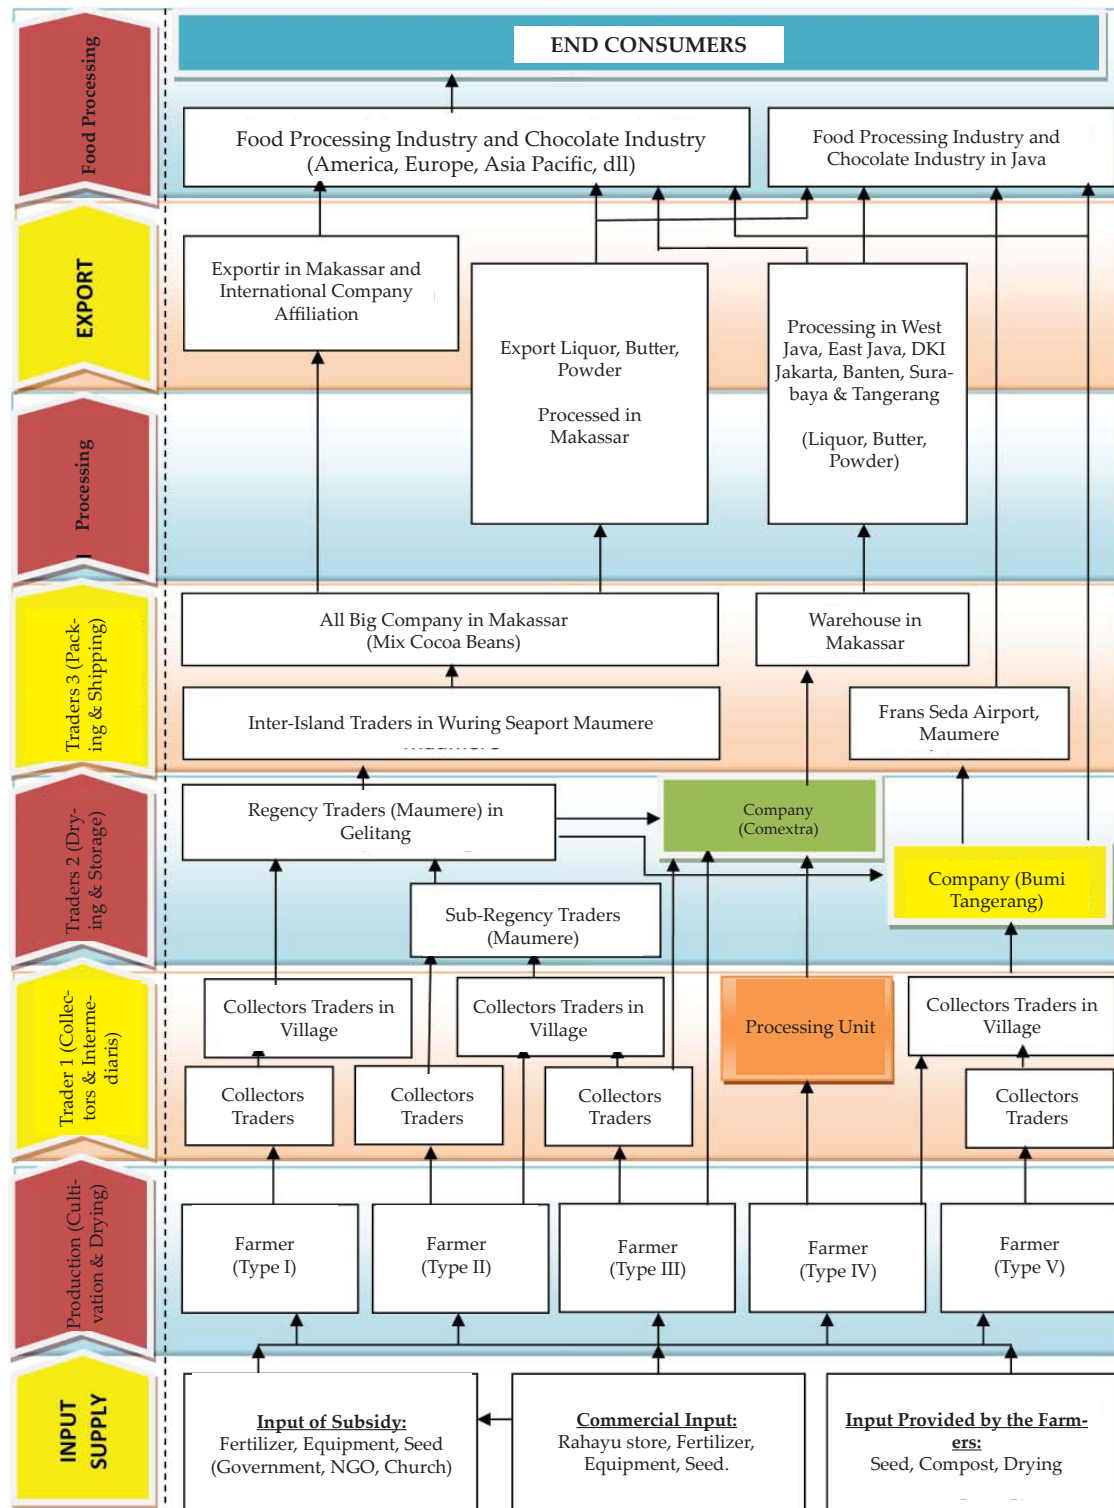 END CONSUMERS
Food Processing
Food Processing Industry and Chocolate Industry
(America, Europe, Asia Pacific, dll)
Food Processing Industry and
Chocolate Industry in Java
EXPORT
Exportir in Makassar and
International Company
Affiliation
Export Liquor, Butter,
Powder
Processed in
Makassar
Processing in West
Java, East Java, DKI
Jakarta, Banten, Sura-
baya & Tangerang
(Liquor, Butter,
Powder)
Processing
Traders 3 (Pack-
ing & Shipping)
All Big Company in Makassar
(Mix Cocoa Beans)
Warehouse in
Makassar
Inter-Island Traders in Wuring Seaport Maumere
Frans Seda Airport,
Maumere
Traders 2 (Dry-
ing & Storage)
Regency Traders (Maumere) in
Gelitang
Company
(Comextra)
Company (Bumi
Tangerang)
Sub-Regency Traders
(Maumere)
Trader 1 (Collec-
tors & Interme-
diaris)
Collectors Traders in
Village
Collectors Traders in
Village
Processing Unit
Collectors Traders in
Village
Collectors
Traders
Collectors
Traders
Collectors
Traders
Collectors
Traders
Production (Culti-
vation & Drying)
Farmer
(Type I)
Farmer
(Type II)
Farmer
(Type III)
Farmer
(Type IV)
Farmer
(Type V)
INPUT
SUPPLY
Input of Subsidy:
Fertilizer, Equipment, Seed
(Government, NGO, Church)
Commercial Input:
Rahayu store, Fertilizer,
Equipment, Seed.
Input Provided by the Farm-
ers:
Seed, Compost, Drying